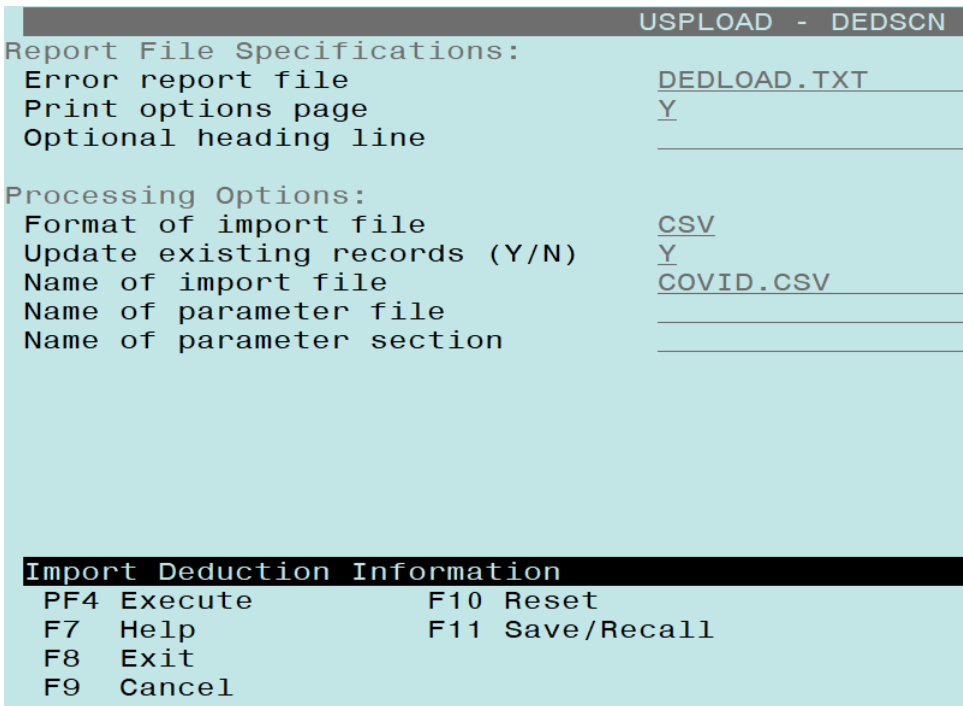 USPLOAD - DEDSCN
Report File Specifications:
Error report file DEDLOAD.TXT
Print options page Y
Optional heading line
Processing Options:
Format of import file CSV
Update existing records (Y/N) Y
Name of import file COVID.CSV
Name of parameter file
Name of parameter section
Import Deduction Information
PF4 Execute F10 Reset
F7 Help F11 Save/Recall
F8 Exit
F9 Cancel